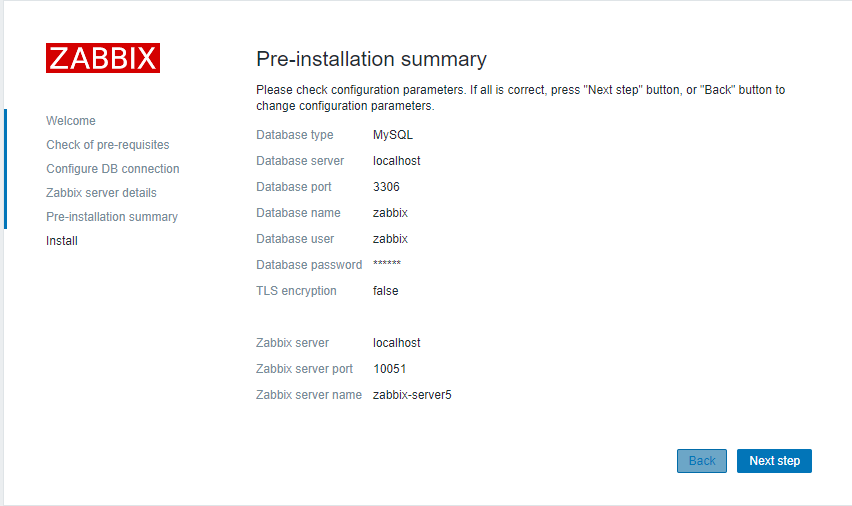 ZABBIX
Welcome
Check of pre-requisites
Configure DB connection
Zabbix server details
Pre-installation summary
Install
Pre-installation summary
Please check configuration parameters. If all is correct, press "Next step" button, or "Back" button to
change configuration parameters.
Database type MySQL
Database server localhost
Database port 3306
Database name zabbix
Database user zabbix
Database password ******
TLS encryption false
Zabbix server localhost
Zabbix server port 10051
Zabbix server name zabbix-server5
Back Next step